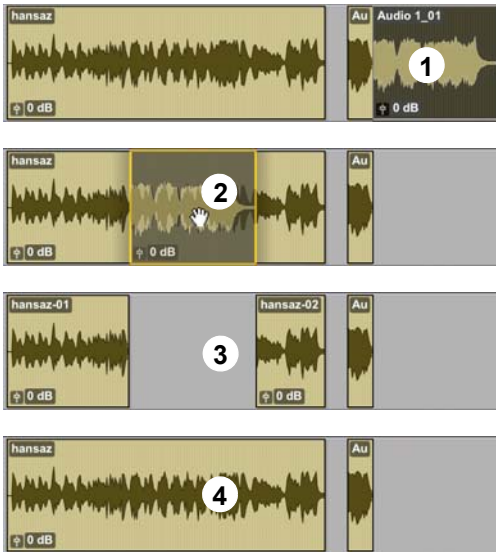 hansaz Au Audio 1_01
1
0 dB 0 dB
hansaz Au
2
0 dB 0 dB
hansaz-01 hansaz-02 Au
3
0 dB 0 dB
hansaz Au
4
0 dB